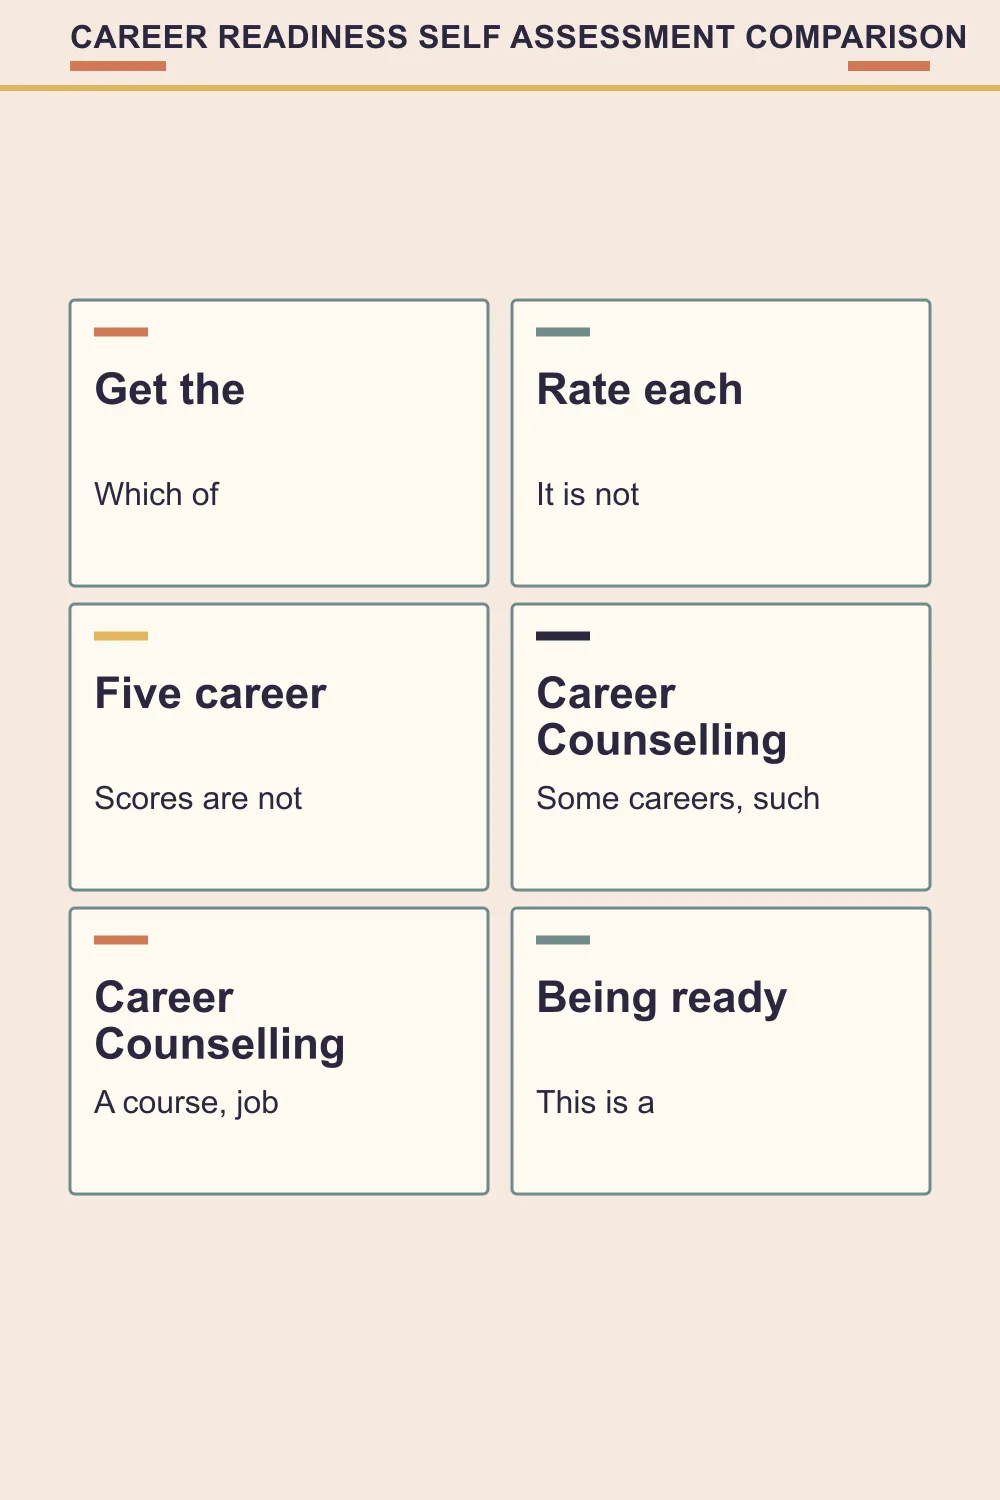 CAREER READINESS SELF ASSESSMENT COMPARISON
Get the
Which of
Rate each
It is not
Five career
Scores are not
Career
Counselling
Some careers, such
Career
Counselling
A course, job
Being ready
This is a